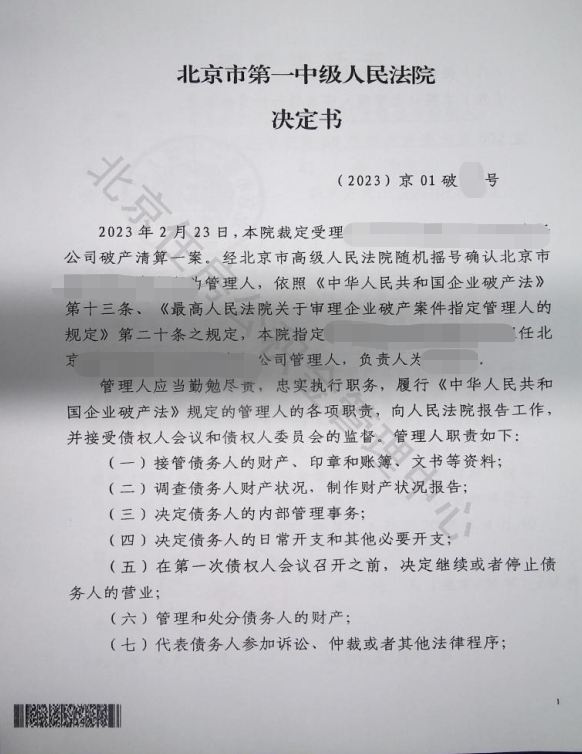 北京市第一中级人民法院
决定书
（2023）京01破 号
2023年2月23日，本院裁定受理
公司破产清算一案。经北京市高级人民法院随机摇号确认北京市
为管理人，依照《中华人民共和国企业破产法》
第十三条、《最高人民法院关于审理企业破产案件指定管理人的
规定》第二十条之规定，本院指定 任北
京 公司管理人，负责人为 .
管理人应当勤勉尽责，忠实执行职务，履行《中华人民共和
国企业破产法》规定的管理人的各项职责，向人民法院报告工作，
并接受债权人会议和债权人委员会的监督。管理人职责如下：
（一）接管债务人的财产、印章和账簿、文书等资料；
（二）调查债务人财产状况，制作财产状况报告；
（三）决定债务人的内部管理事务；
（四）决定债务人的日常开支和其他必要开支；
（五）在第一次债权人会议召开之前，决定继续或者停止债
务人的营业；
（六）管理和处分债务人的财产；
（七）代表债务人参加诉讼、仲裁或者其他法律程序；
1
北京住房公积金管理中心